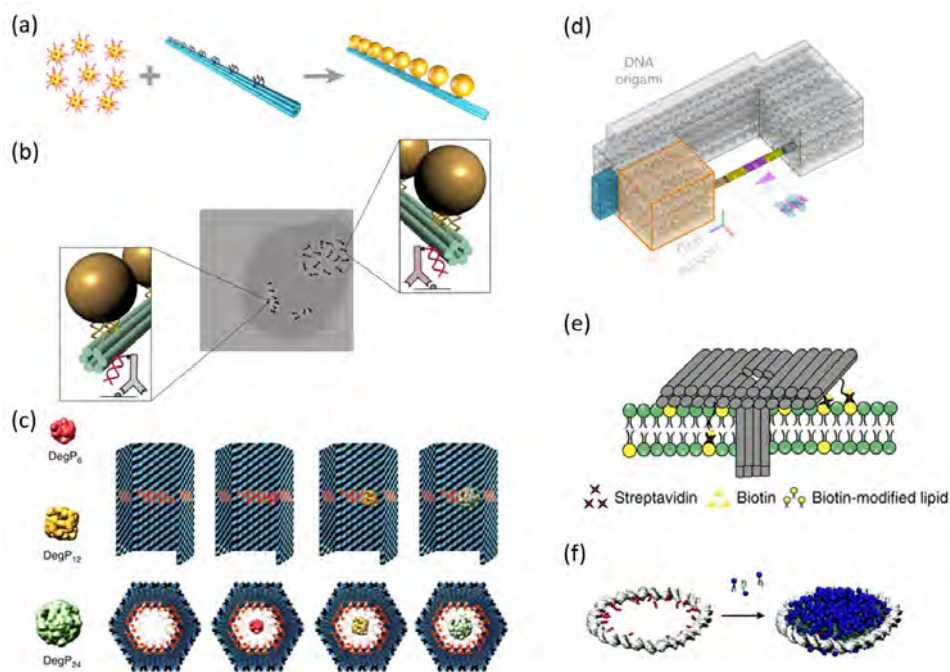 (a)
(b)
(c)
DegP6
DegP12
DegP24
(d)
DNA
origami
(e)
Streptavidin
Biotin
Biotin-modified lipid
(f)